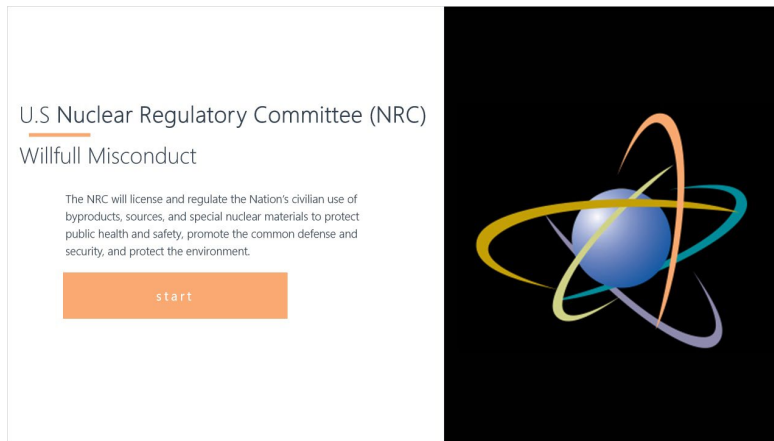 U.S Nuclear Regulatory Committee (NRC)
Willfull Misconduct
The NRC will license and regulate the Nation's civilian use of
byproducts, sources, and special nuclear materials to protect
public health and safety, promote the common defense and
security, and protect the environment.
start